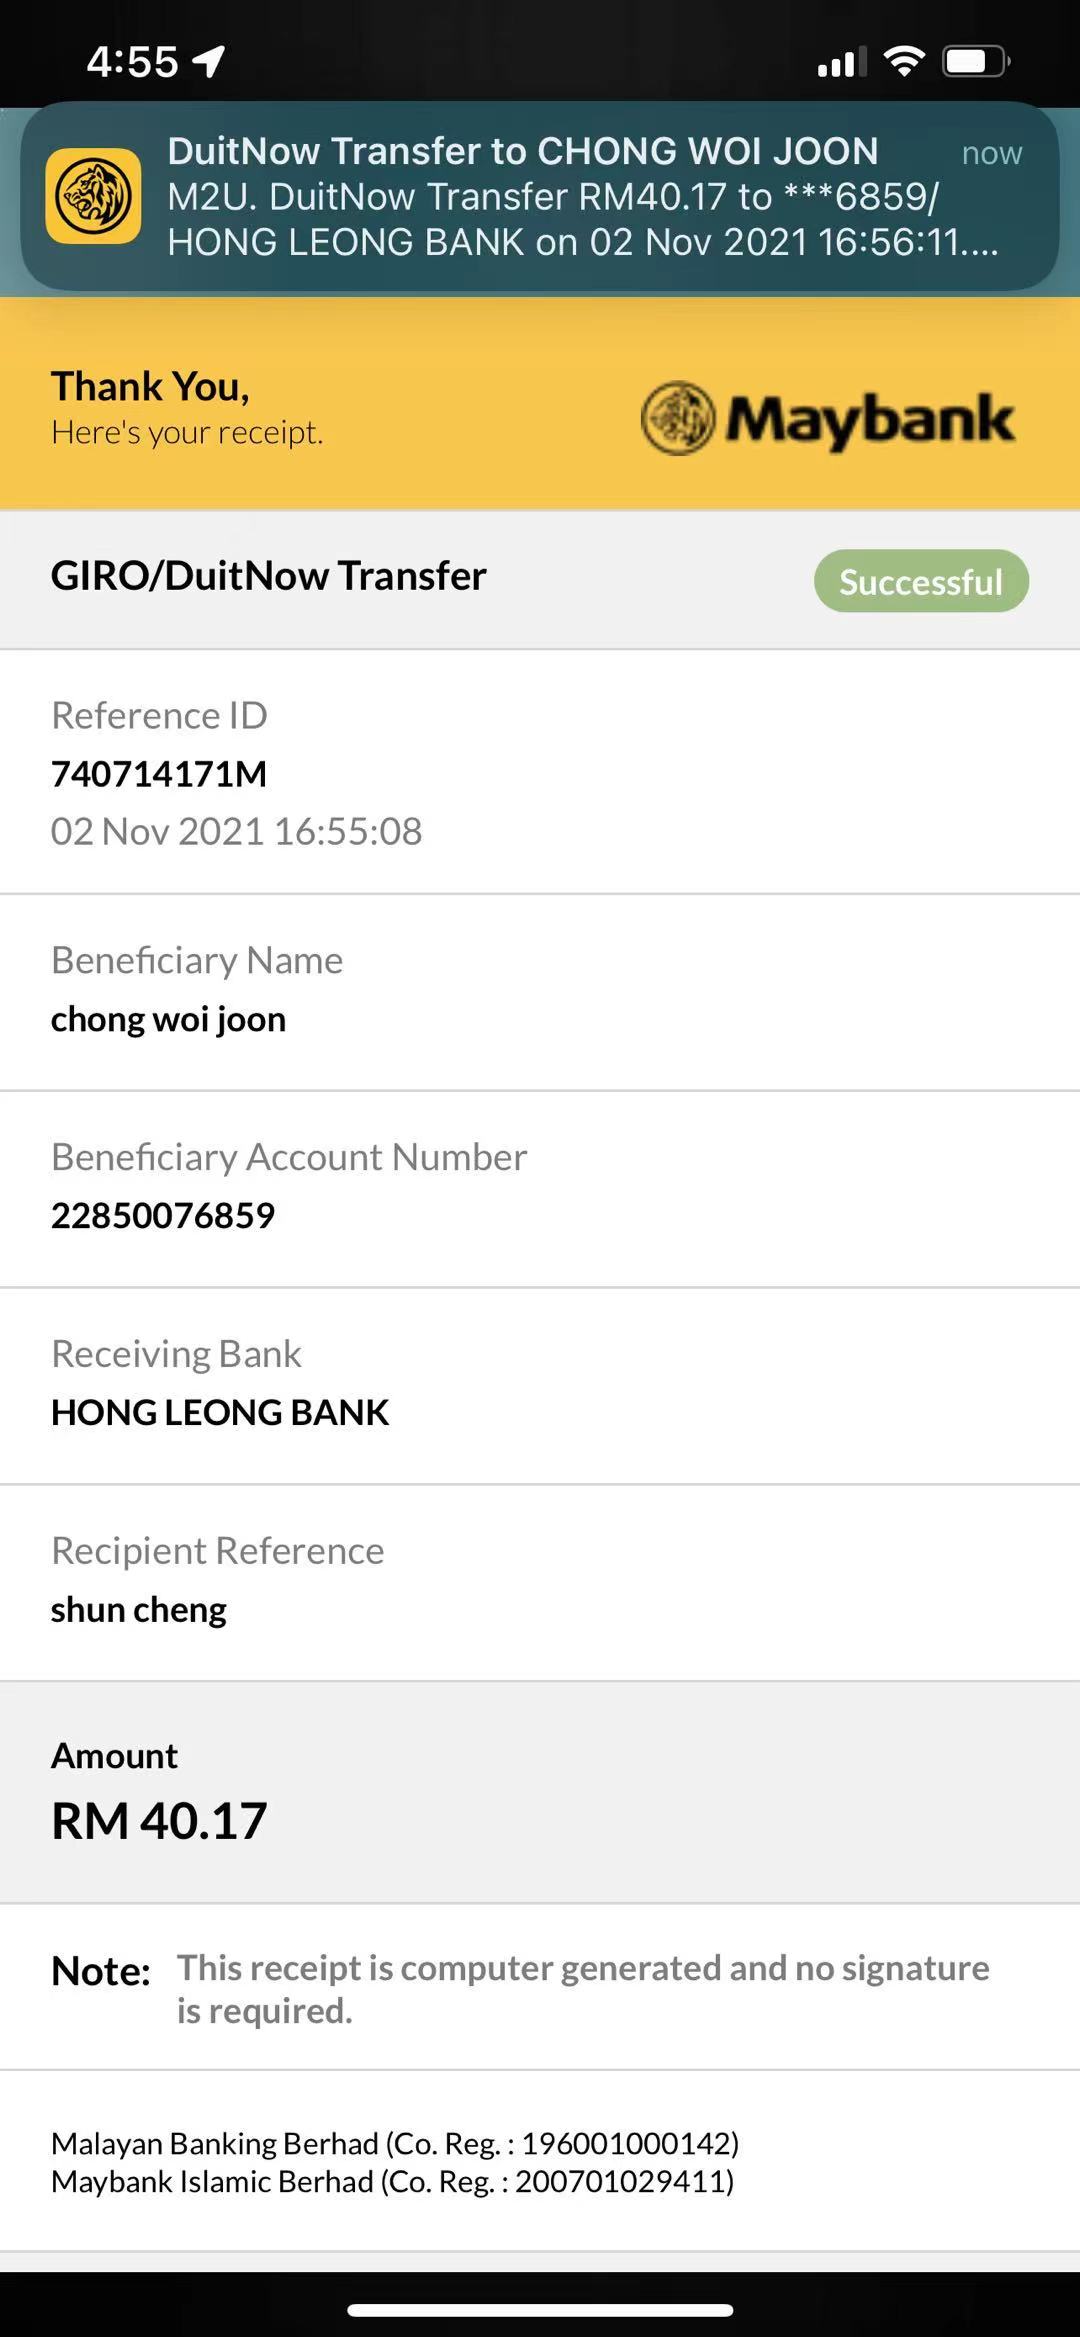 4:55
DuitNow Transfer to CHONG WOI JOON now
M2U. DuitNow Transfer RM40.17 to ***6859/
HONG LEONG BANK on 02 Nov 2021 16:56:11....
Thank You,
Here's your receipt.
Maybank
GIRO/DuitNow Transfer
Successful
Reference ID
740714171M
02 Nov 2021 16:55:08
Beneficiary Name
chong woi joon
Beneficiary Account Number
22850076859
Receiving Bank
HONG LEONG BANK
Recipient Reference
shun cheng
Amount
RM 40.17
Note: This receipt is computer generated and no signature
is required.
Malayan Banking Berhad (Co. Reg. : 196001000142)
Maybank Islamic Berhad (Co. Reg. : 200701029411)